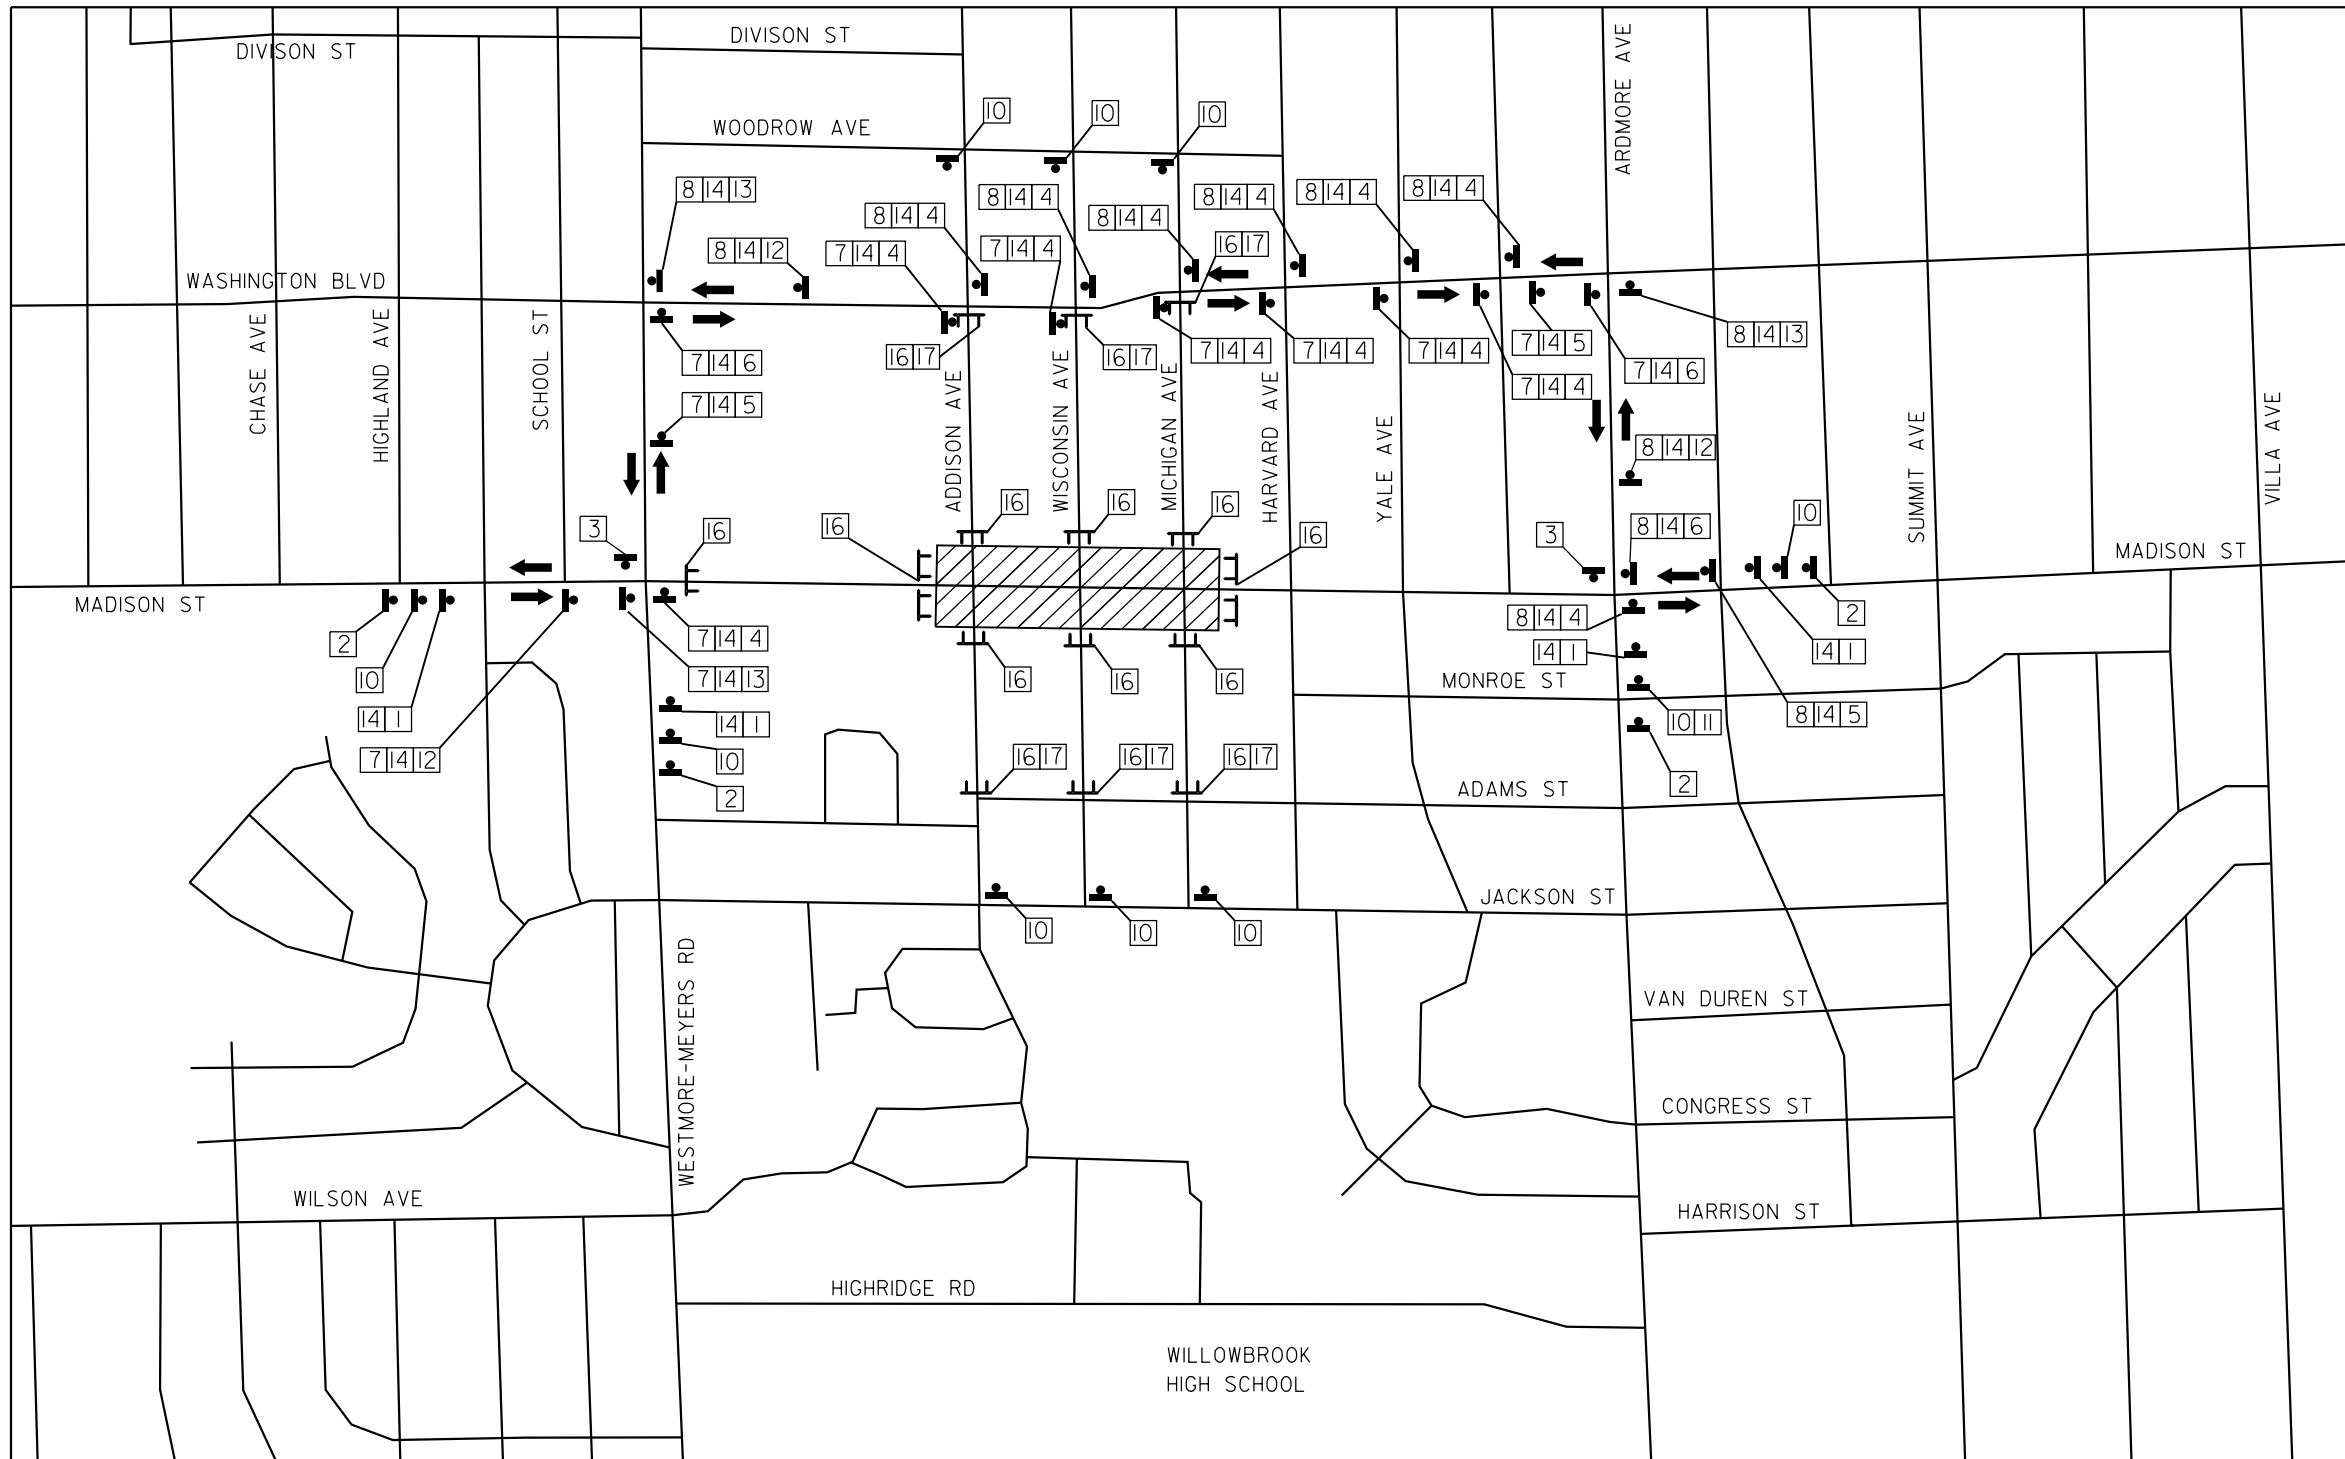 DIVISON ST
DIVISON ST
ARDMORE AVE
10
10
10
WOODROW AVE
8 14 13
8 14 4
8 14 4
8 14 4
8 14 4
8 14 4
8 14 4
8 14 12
7 14 4
7 14 4
16 17
WASHINGTON BLVD
8 14 13
7 14 6
16 17
16 17
7 14 4
7 14 4
7 14 4
7 14 5
7 14 6
7 14 4
CHASE AVE
HIGHLAND AVE
SCHOOL ST
7 14 5
ADDISON AVE
WISCONSIN AVE
MICHIGAN AVE
HARVARD AVE
YALE AVE
SUMMIT AVE
VILLA AVE
8 14 12
3
16
16
16
16
16
16
3
8 14 6
10
MADISON ST
MADISON ST
2
7 14 4
8 14 4
2
10
7 14 13
16
16
16
14 1
14 1
MONROE ST
14 1
14 1
10 11
8 14 5
7 14 12
10
16 17
16 17
16 17
2
2
ADAMS ST
JACKSON ST
10
10
10
WESTMORE-MEYERS RD
VAN DUREN ST
CONGRESS ST
WILSON AVE
HARRISON ST
HIGHRIDGE RD
WILLOWBROOK
HIGH SCHOOL